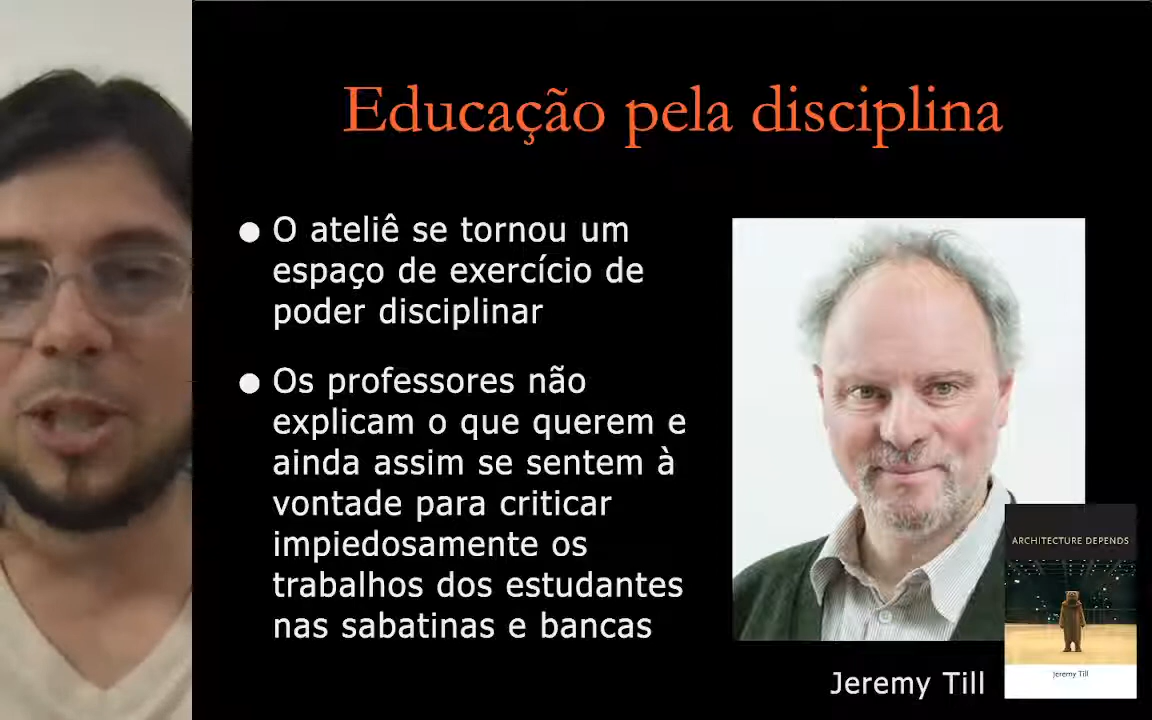 Educação pela disciplina
● O ateliê se tornou um
espaço de exercício de
poder disciplinar
● Os professores não
explicam o que querem e
ainda assim se sentem à
vontade para criticar
impiedosamente os
trabalhos dos estudantes
nas sabatinas e bancas
ARCHITECTURE DEPENDS
Jeremy Till
Jeremy Till